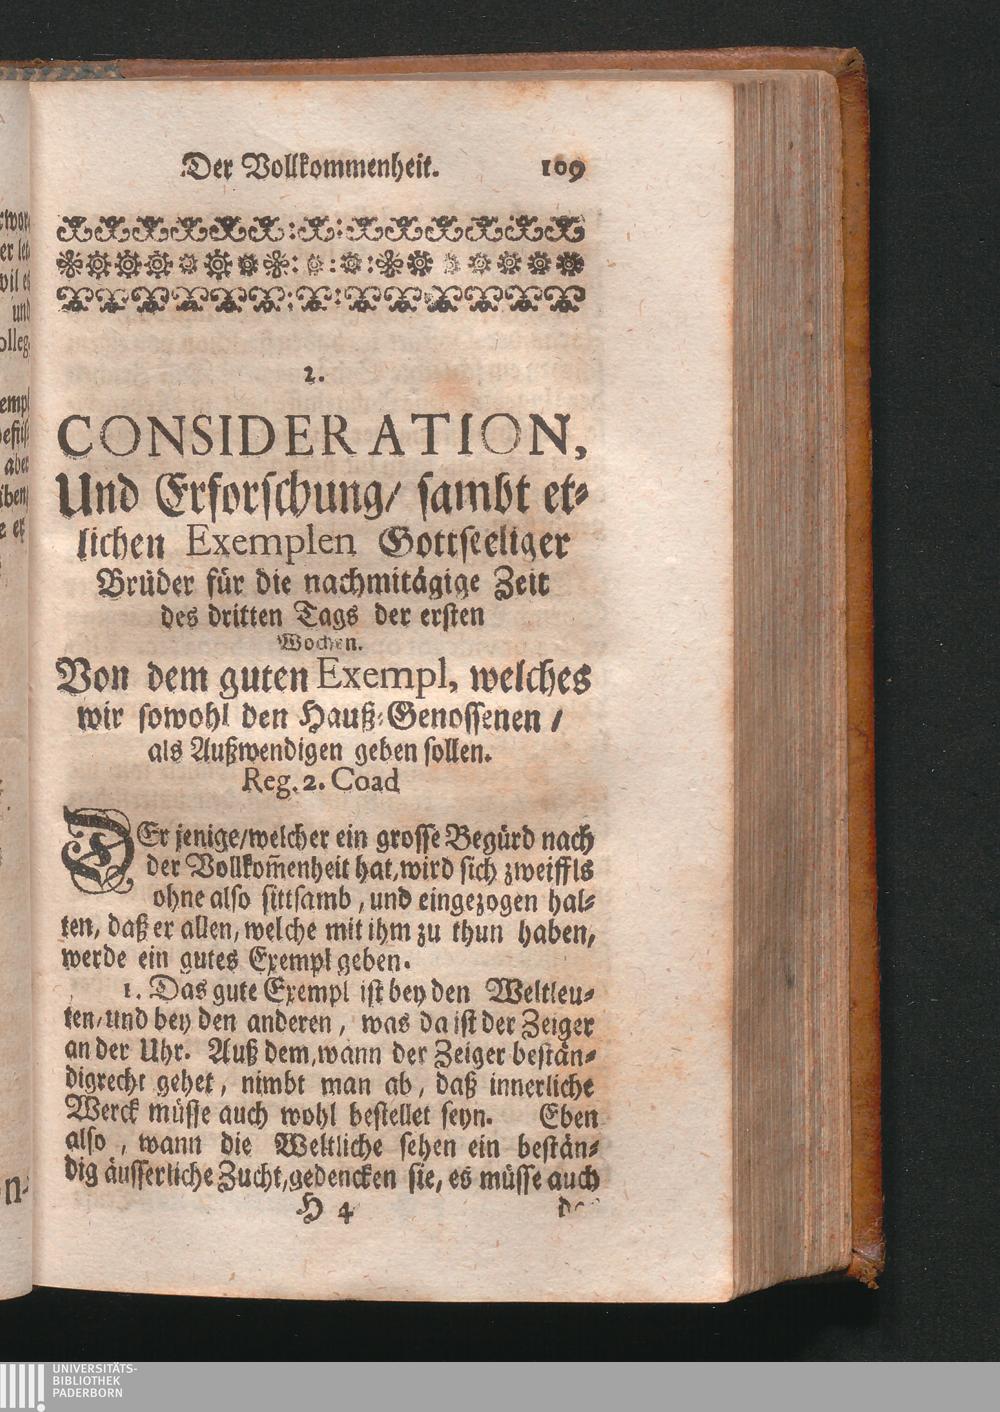 Der Vollkommenheit. 109
2.
CONSIDERATION,
Und Erforschung/ sambt et-
lichen Exemplen Gottseeliger
Brüder für die nachmitägige Zeit
des dritten Tags der ersten
Wochen.
Von dem guten Exempl, welches
wir sowohl den Hauß-Genossenen /
als Außwendigen geben sollen.
Reg. 2. Coad
DEr jenige/welcher ein grosse Begürd nach
der Vollkom̄enheit hat, wird sich zweiffls
ohne also sittsamb, und eingezogen hal-
ten, daß er allen, welche mit ihm zu thun haben,
werde ein gutes Exempl geben.
1. Das gute Exempl ist bey den Weltleu-
ten/ und bey den anderen, was da ist der Zeiger
an der Uhr. Auß dem, wann der Zeiger bestän-
digrecht gehet, nimbt man ab, daß innerliche
Werck müsse auch wohl bestellet seyn. Eben
also, wann die Weltliche sehen ein bestän-
dig äusserliche Zucht, gedencken sie, es müsse auch
H 4
UNIVERSITÄTS-
BIBLIOTHEK
PADERBORN